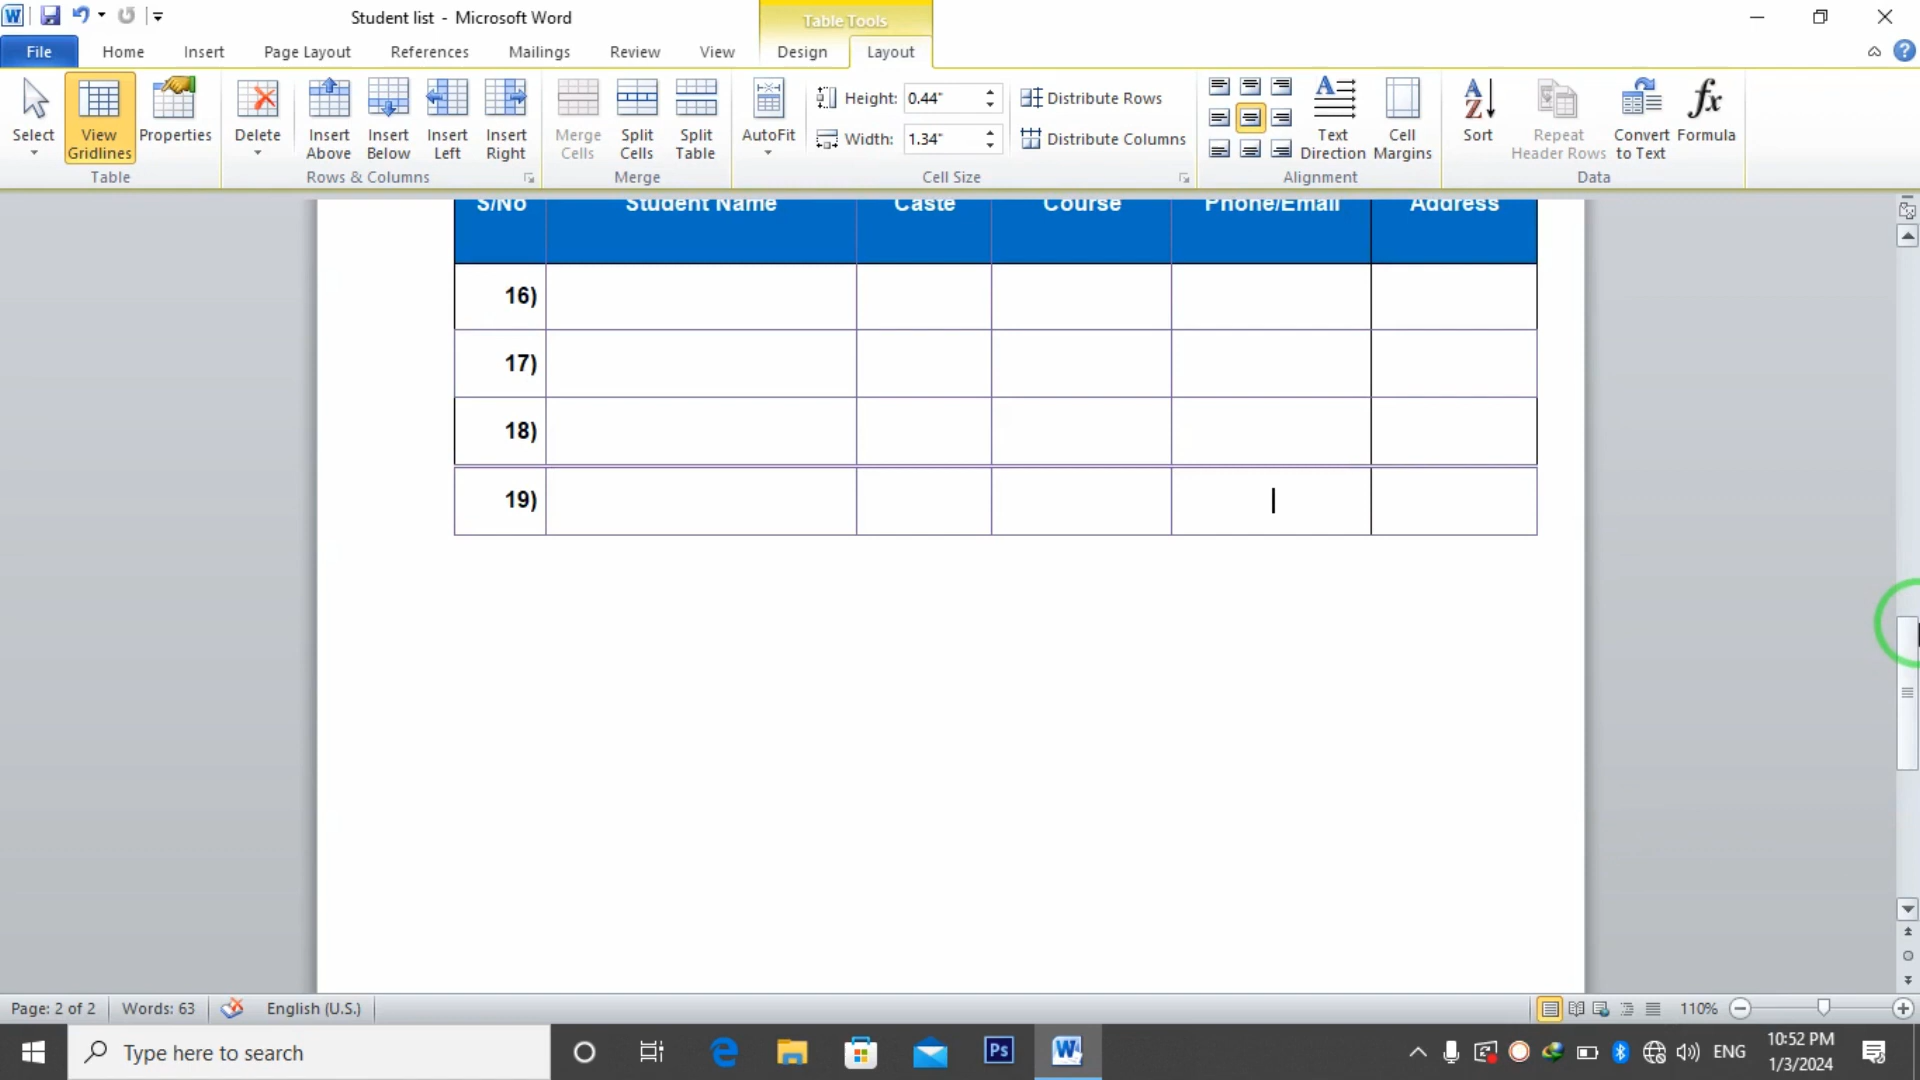 Student list - Microsoft Word
Table Tools
File Home Insert Page Layout References Mailings Review View Design Layout
Select
View Gridlines
Properties
Table
Delete
Insert Above
Insert Below
Insert Left
Insert Right
Rows & Columns
Merge Cells
Split Cells
Split Table
Merge
AutoFit
Height: 0.44"
Width: 1.34"
Distribute Rows
Distribute Columns
Cell Size
Text Direction
Cell Margins
Alignment
Sort
Repeat Header Rows
Convert to Text
Formula
Data
S/No Student Name Caste Course Phone/Email Address
16)
17)
18)
19)
Page: 2 of 2 Words: 63 English (U.S.) 110%
Type here to search
Ps
ENG
10:52 PM
1/3/2024